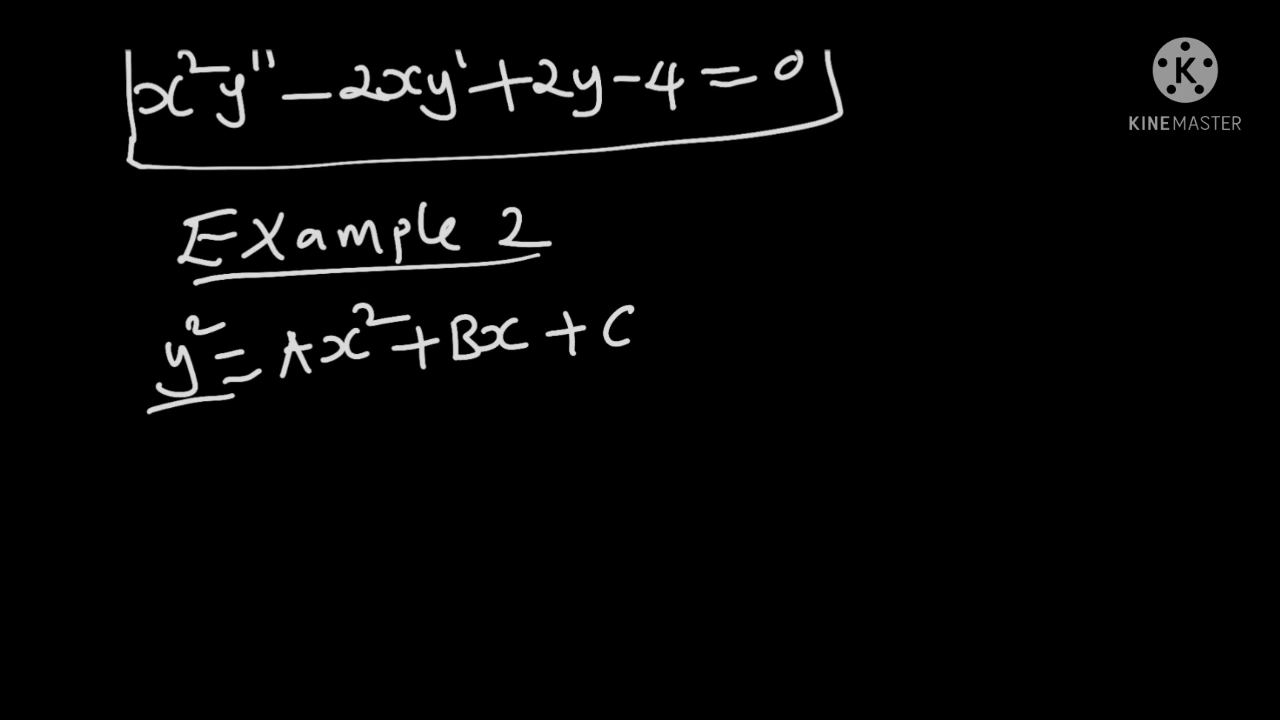 x²y" - 2xy' + 2y - 4 = 0
K
KINEMASTER
Example 2
y² = Ax² + Bx + C